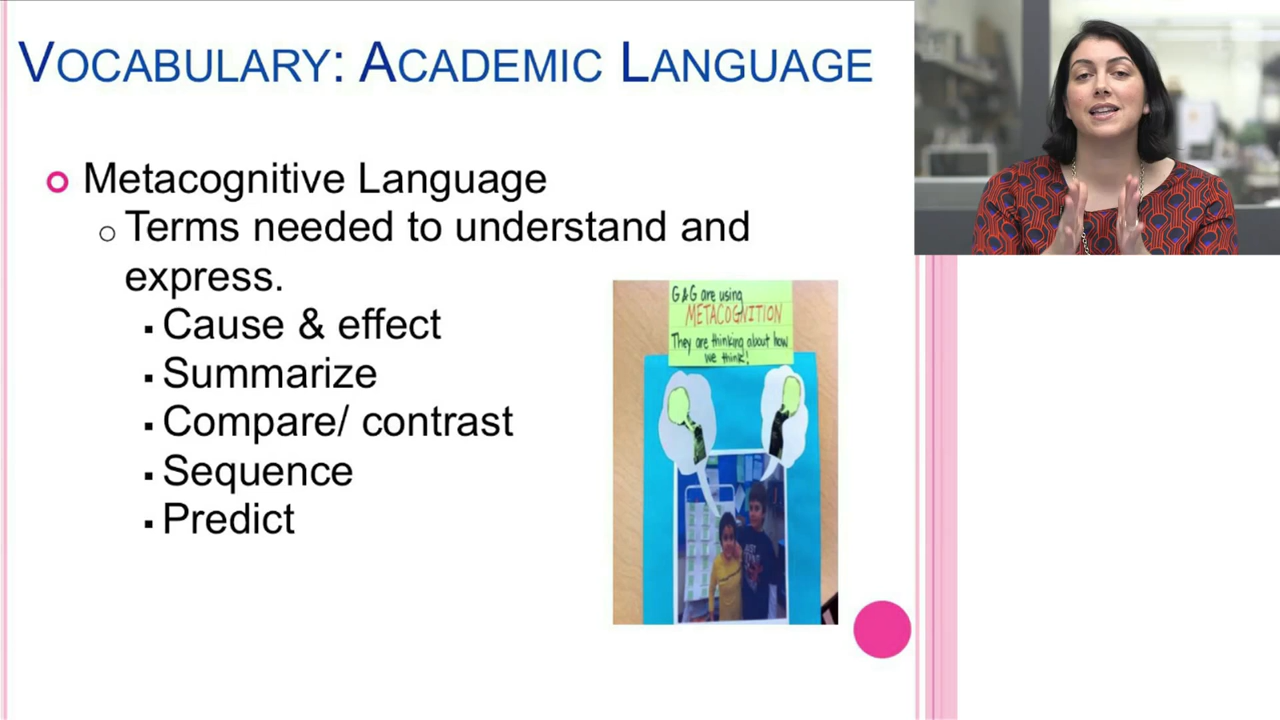 VOCABULARY: ACADEMIC LANGUAGE
Metacognitive Language
Terms needed to understand and
express.
Cause & effect
Summarize
Compare/ contrast
Sequence
Predict
G & G are using
METACOGNITION
They are thinking about how
we think!